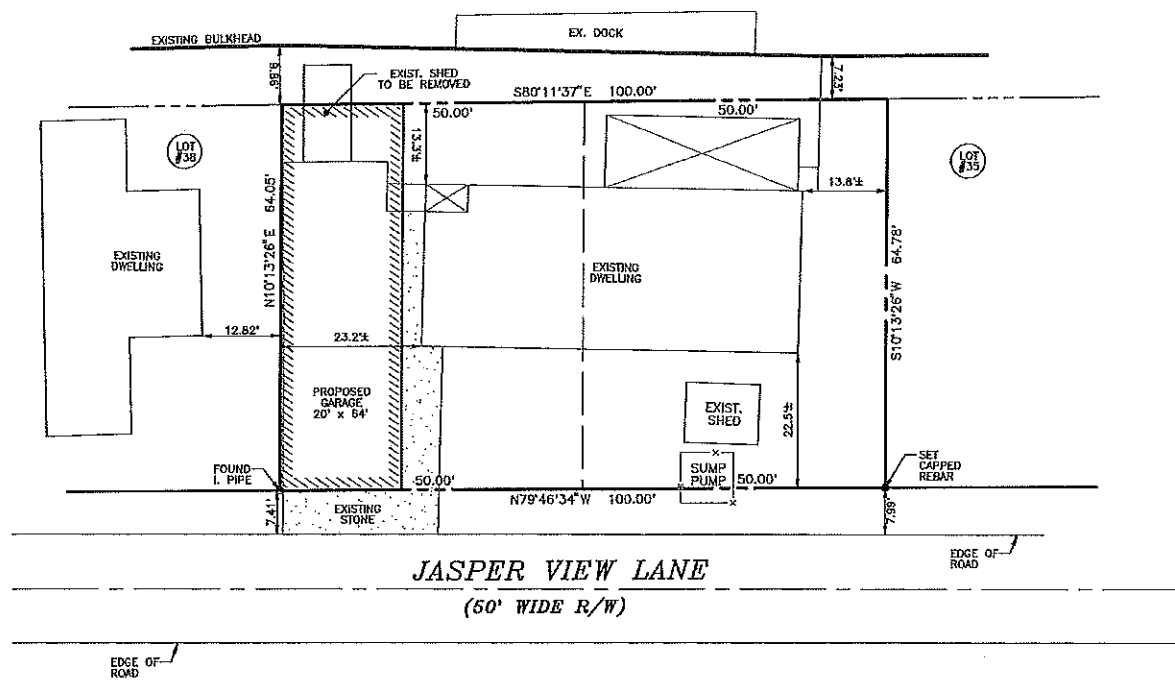 EX. DOCK
EXISTING BULKHEAD
EXIST. SHED
TO BE REMOVED
7.23'
S80°11'37"E 100.00'
50.00'
50.00'
13.3'±
LOT
#38
LOT
#35
13.8'±
N10°13'26"E 64.05'
S10°13'26"W 64.78'
EXISTING
DWELLING
EXISTING
DWELLING
12.82'
23.2'±
PROPOSED
GARAGE
20' x 64'
EXIST.
SHED
22.5'±
FOUND
I. PIPE
SUMP
PUMP
SET
CAPPED
REBAR
50.00'
50.00'
N79°46'34"W 100.00'
7.41'
EXISTING
STONE
7.99'
EDGE OF
ROAD
JASPER VIEW LANE
(50' WIDE R/W)
EDGE OF
ROAD